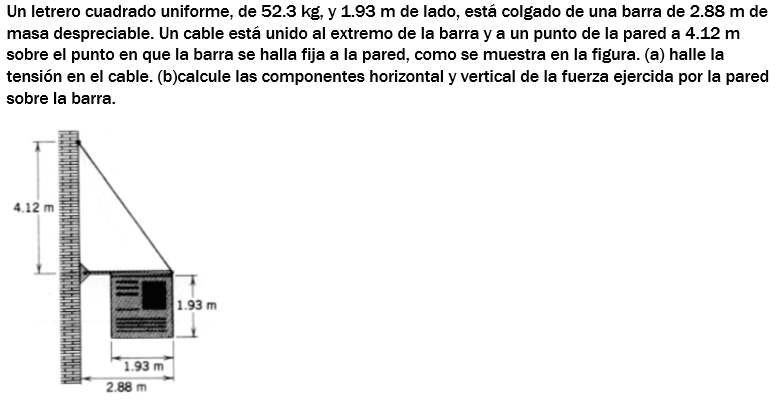 Un letrero cuadrado uniforme, de 52.3 kg, y 1.93 m de lado, está colgado de una barra de 2.88 m de
masa despreciable. Un cable está unido al extremo de la barra y a un punto de la pared a 4.12 m
sobre el punto en que la barra se halla fija a la pared, como se muestra en la figura. (a) halle la
tensión en el cable. (b)calcule las componentes horizontal y vertical de la fuerza ejercida por la pared
sobre la barra.
4.12 m
1.93 m
1.93 m
2.88 m